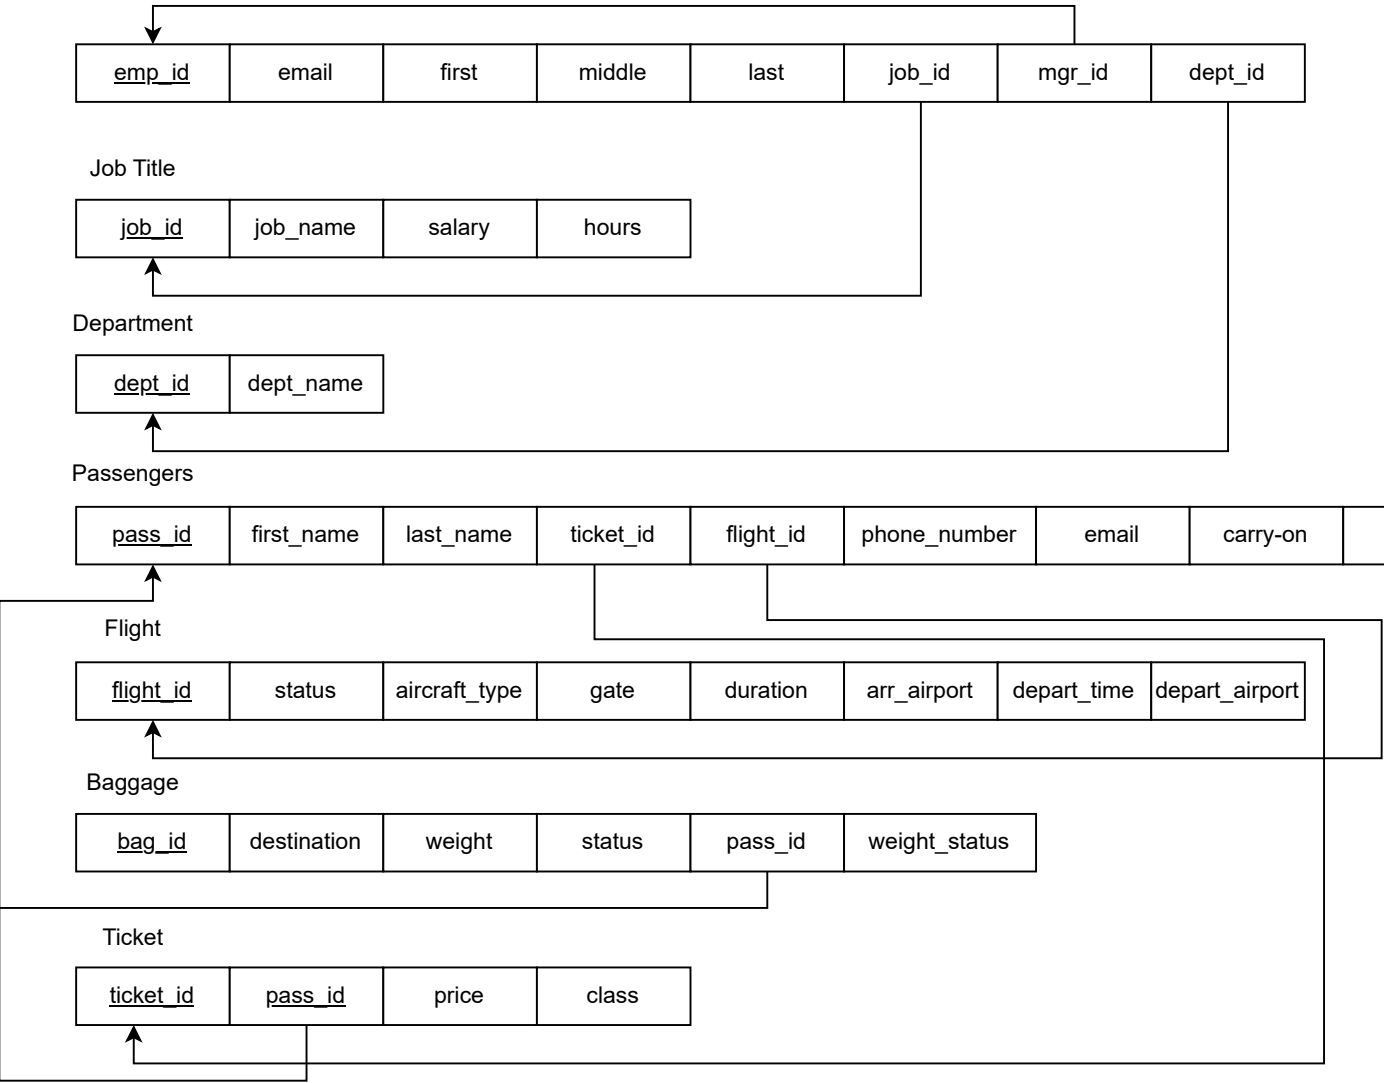 emp_id email first middle last job_id mgr_id dept_id
Job Title
job_id job_name salary hours
Department
dept_id dept_name
Passengers
pass_id first_name last_name ticket_id flight_id phone_number email carry-on
Flight
flight_id status aircraft_type gate duration arr_airport depart_time depart_airport
Baggage
bag_id destination weight status pass_id weight_status
Ticket
ticket_id pass_id price class